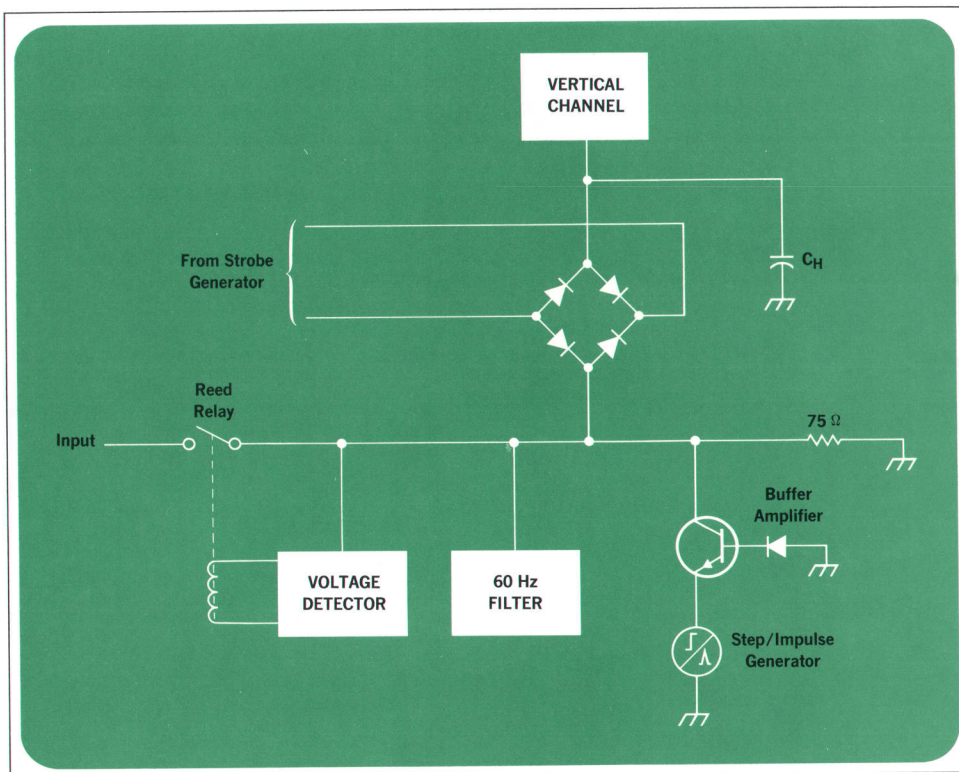 VERTICAL
CHANNEL
From Strobe
Generator
C_H
Reed
Relay
Input
75 Ω
Buffer
Amplifier
VOLTAGE
DETECTOR
60 Hz
FILTER
Step/Impulse
Generator